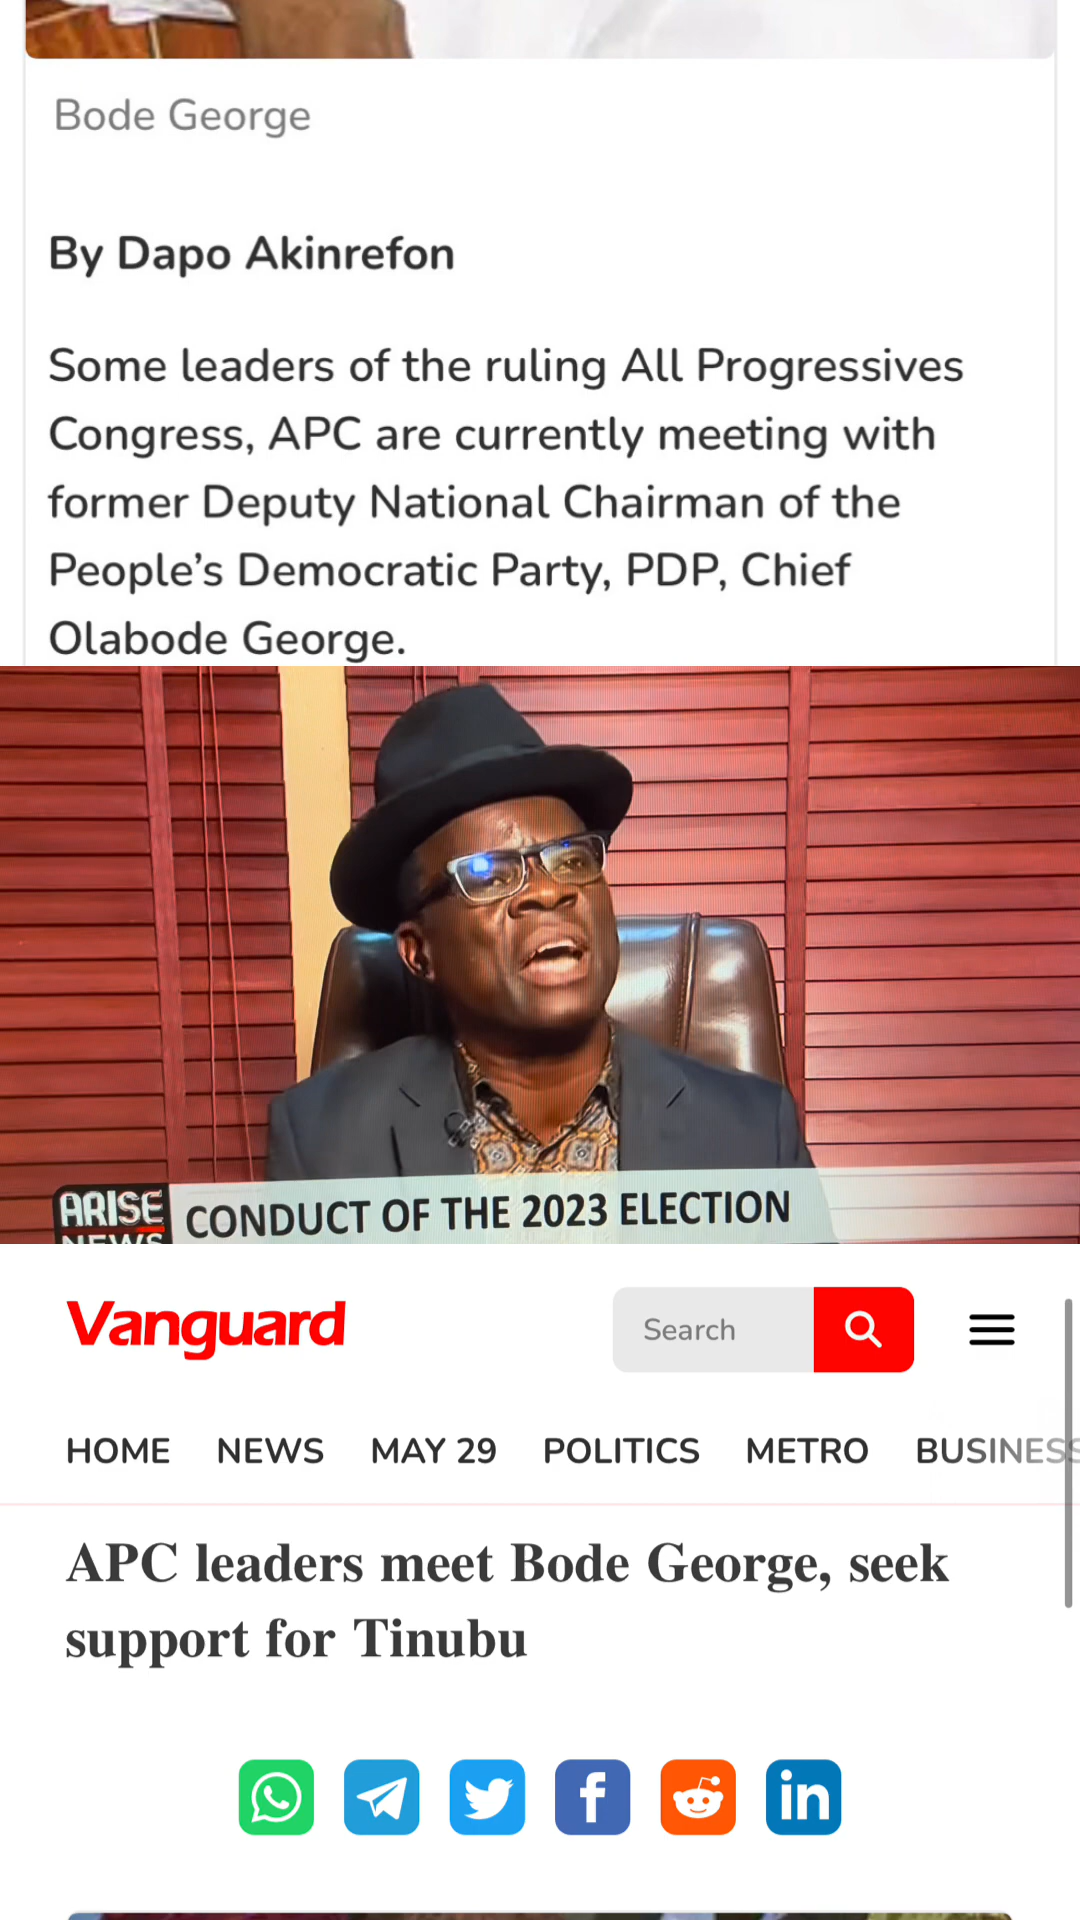 Bode George
By Dapo Akinrefon
Some leaders of the ruling All Progressives
Congress, APC are currently meeting with
former Deputy National Chairman of the
People’s Democratic Party, PDP, Chief
Olabode George.
ARISE
NEWS
CONDUCT OF THE 2023 ELECTION
Vanguard
Search
HOME NEWS MAY 29 POLITICS METRO BUSINESS
APC leaders meet Bode George, seek
support for Tinubu